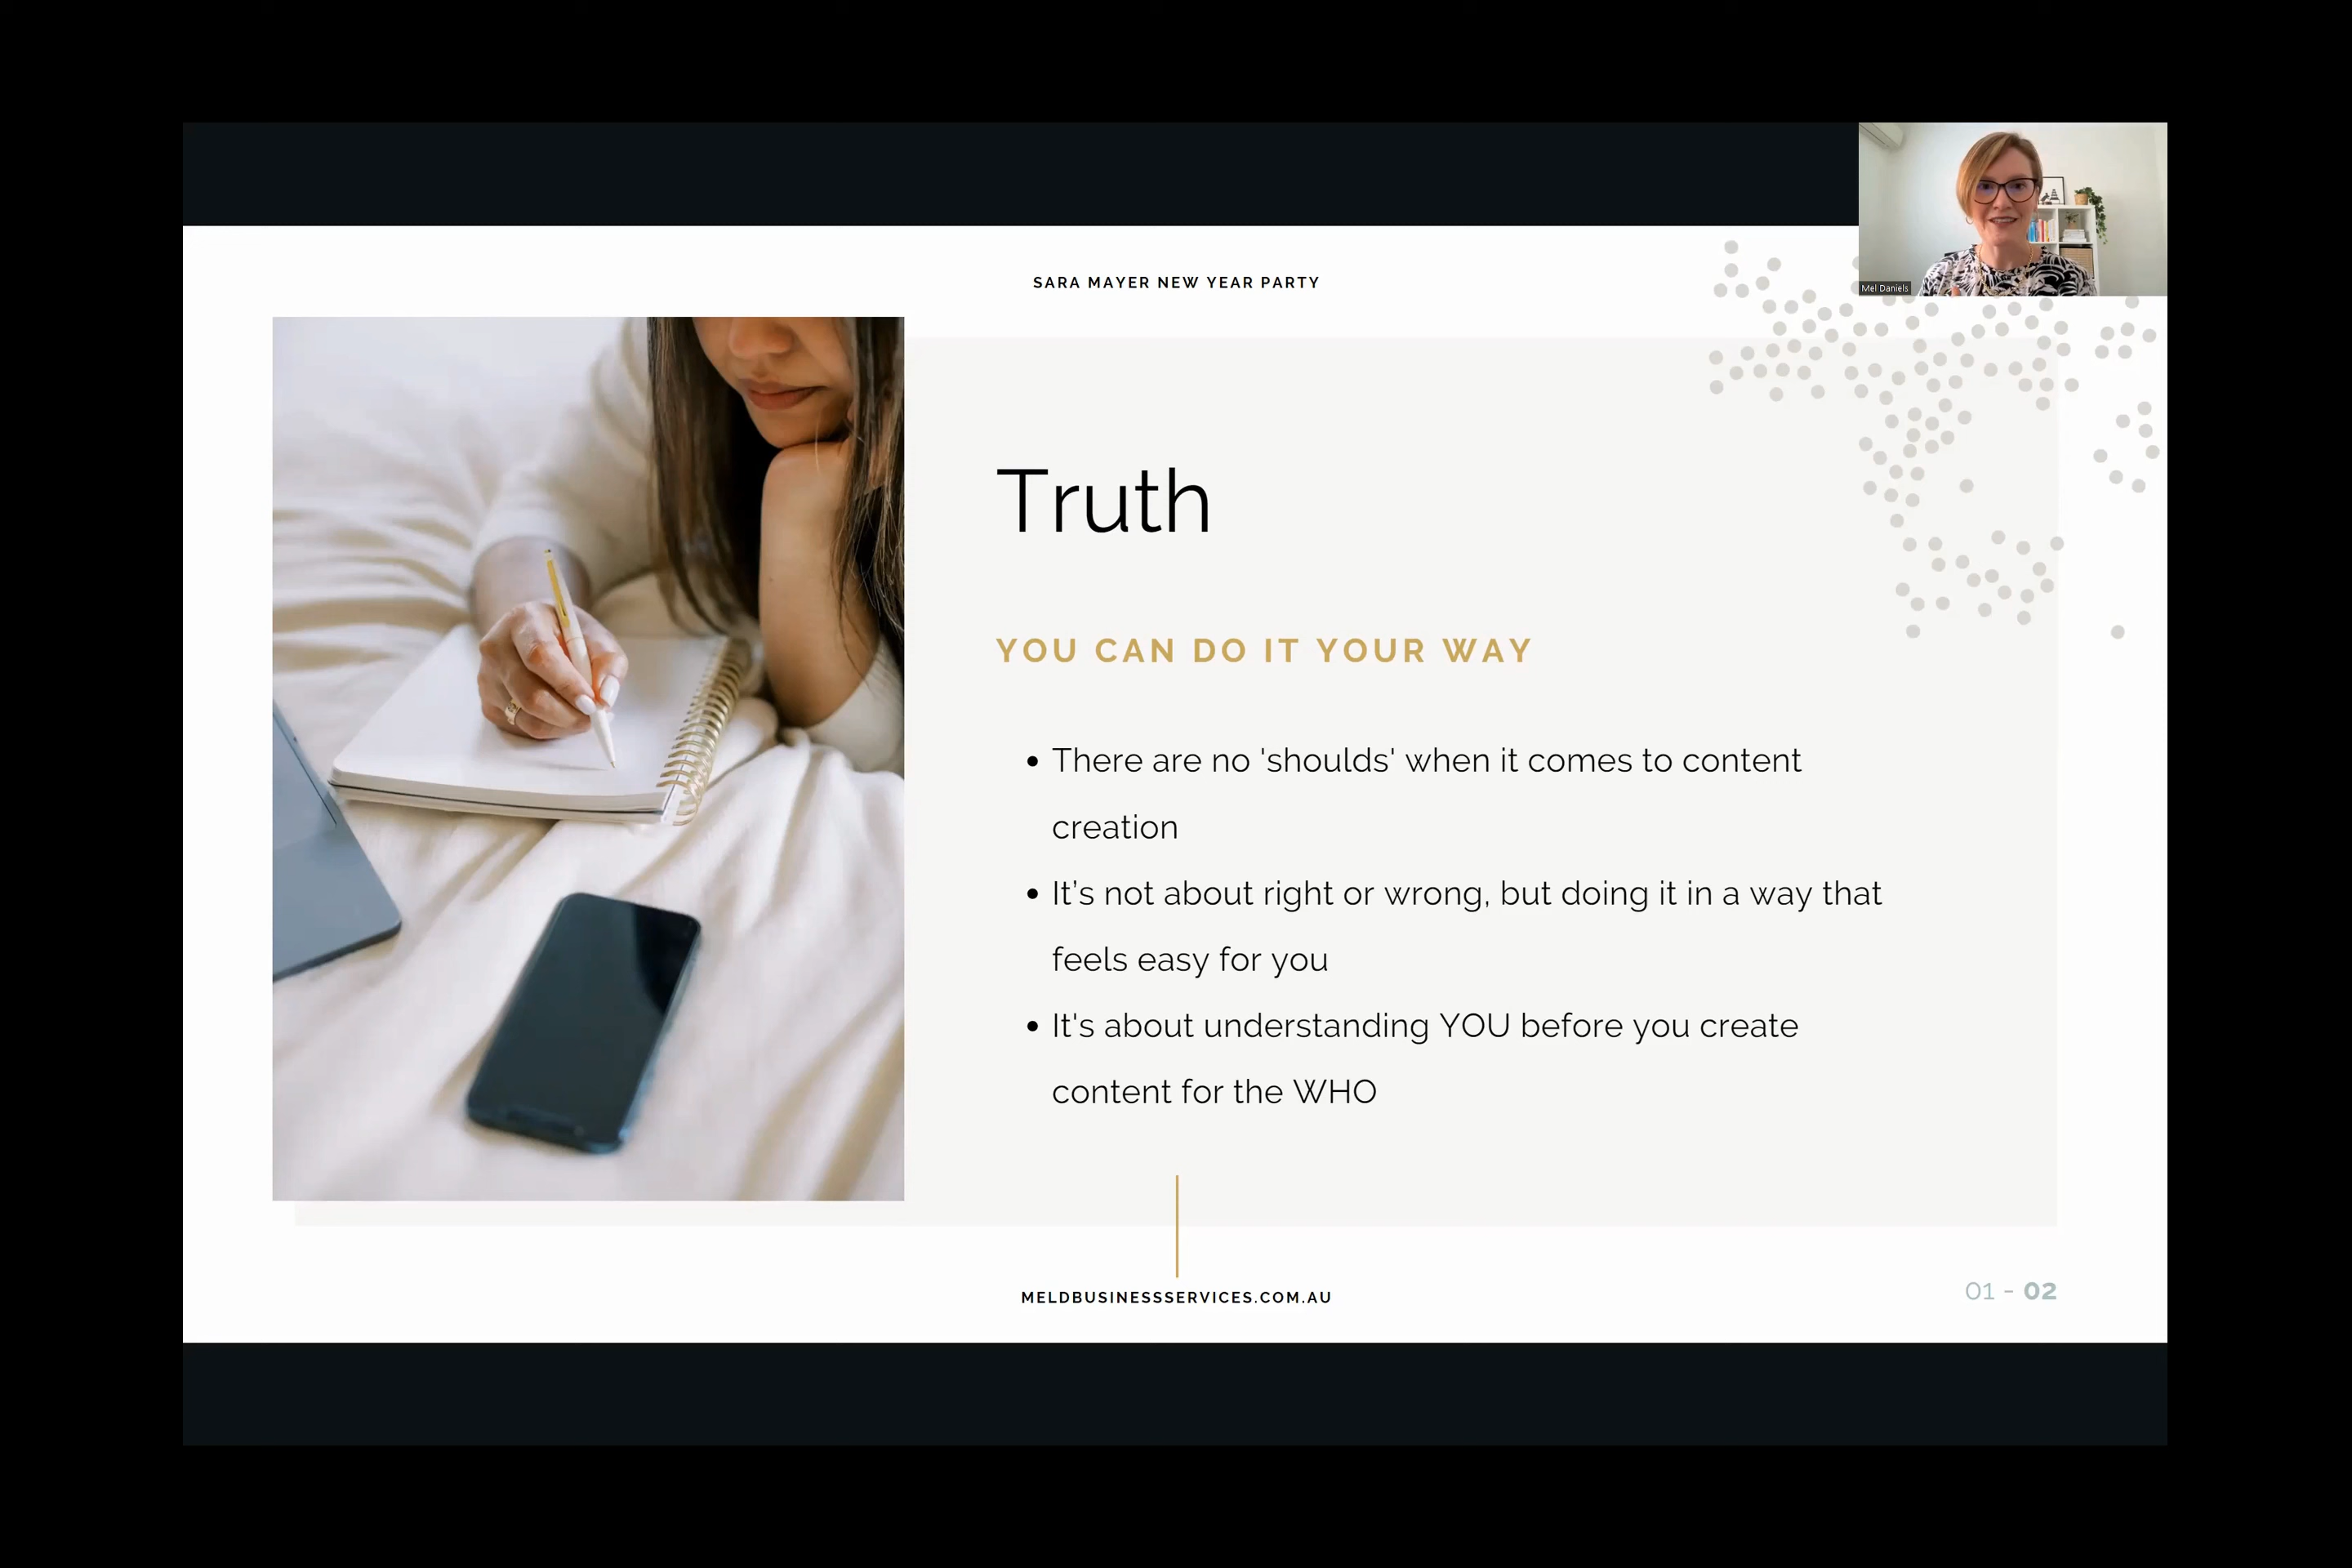 Mel Daniels
SARA MAYER NEW YEAR PARTY
Truth
YOU CAN DO IT YOUR WAY
• There are no 'shoulds' when it comes to content
creation
• It’s not about right or wrong, but doing it in a way that
feels easy for you
• It's about understanding YOU before you create
content for the WHO
MELDBUSINESSSERVICES.COM.AU
01 - 02